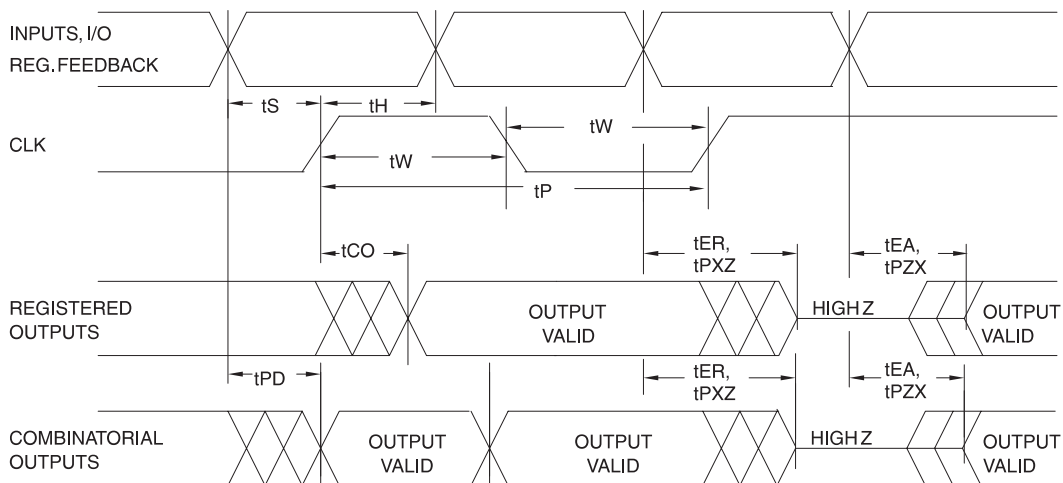 INPUTS, I/O
REG. FEEDBACK
tS
tH
CLK
tW
tW
tP
tCO
tER,
tPXZ
tEA,
tPZX
REGISTERED
OUTPUTS
OUTPUT
VALID
HIGH Z
OUTPUT
VALID
tPD
tER,
tPXZ
tEA,
tPZX
COMBINATORIAL
OUTPUTS
OUTPUT
VALID
OUTPUT
VALID
HIGH Z
OUTPUT
VALID